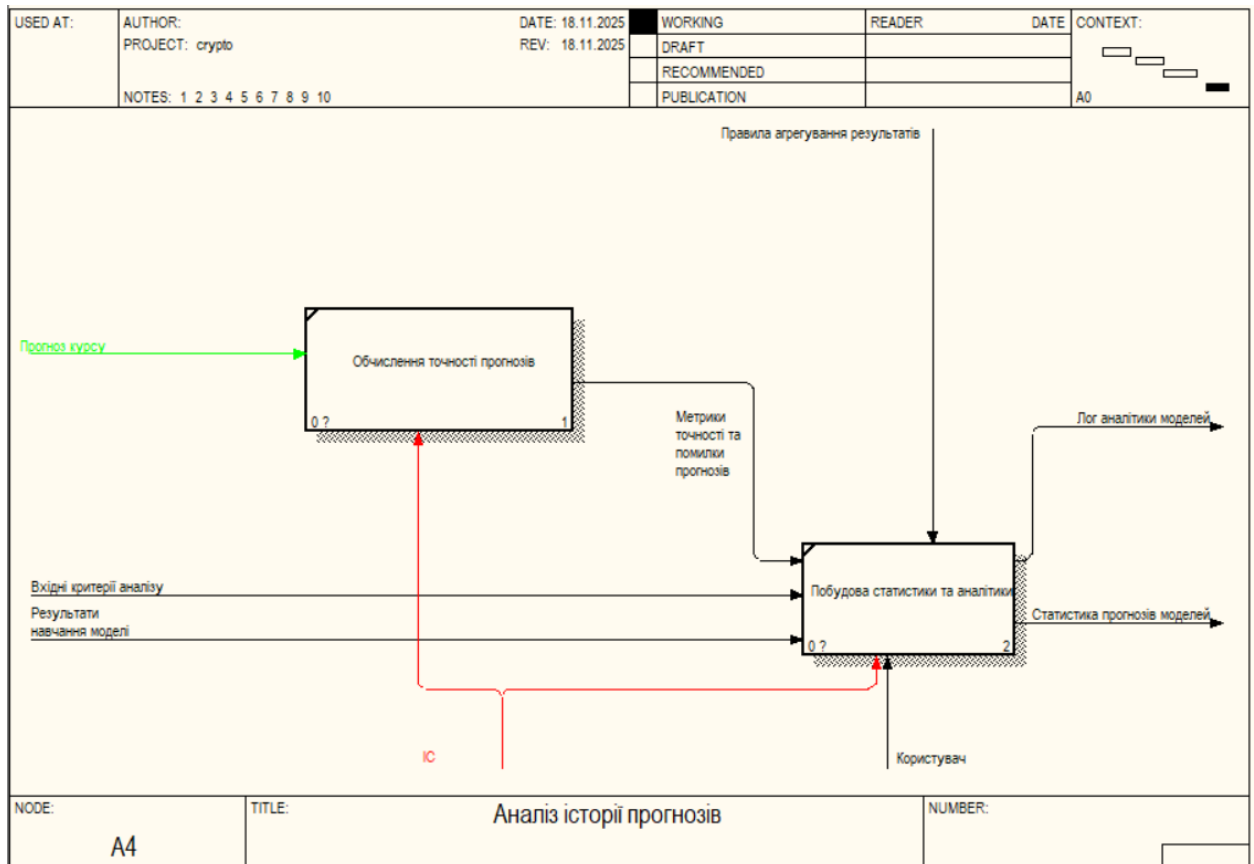 USED AT:
AUTHOR:
DATE: 18.11.2025
PROJECT: crypto
REV: 18.11.2025
NOTES: 1 2 3 4 5 6 7 8 9 10
WORKING
DRAFT
RECOMMENDED
PUBLICATION
READER
DATE
CONTEXT:
A0
Правила агрегування результатів
Прогноз курсу
Обчислення точності прогнозів
0 ?
1
Метрики
точності та
помилки
прогнозів
Лог аналітики моделей
Вхідні критерії аналізу
Результати
навчання моделі
Побудова статистики та аналітики
0 ?
2
Статистика прогнозів моделей
ІС
Користувач
NODE:
A4
TITLE:
Аналіз історії прогнозів
NUMBER: